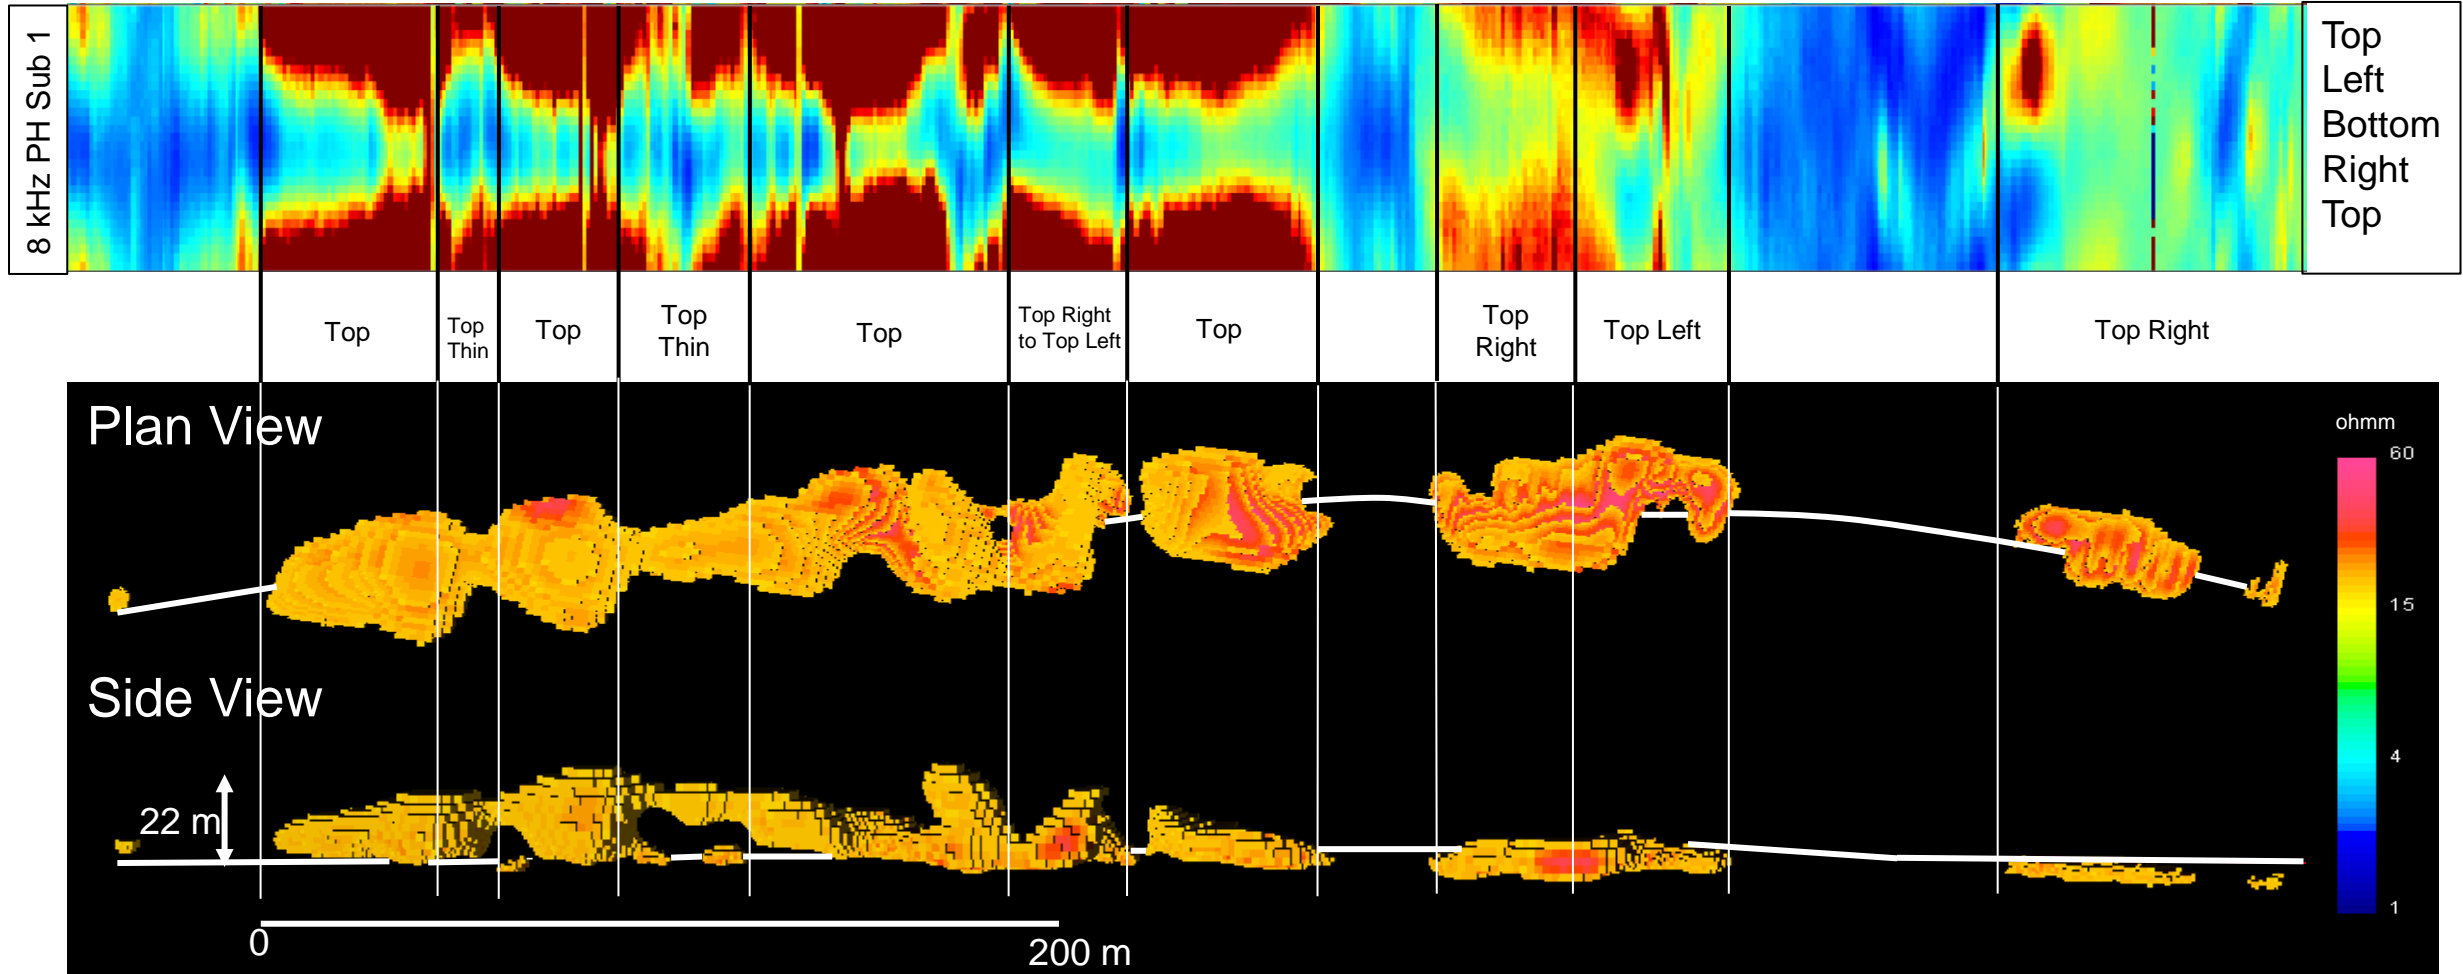 8 kHz PH Sub 1
Top
Left
Bottom
Right
Top
Top
Top
Thin
Top
Top
Thin
Top
Top Right
to Top Left
Top
Top
Right
Top Left
Top Right
Plan View
ohmm
60
15
4
1
Side View
22 m
0
200 m